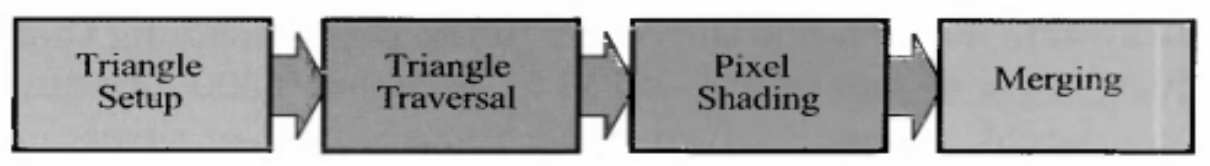 Triangle
Setup
Triangle
Traversal
Pixel
Shading
Merging